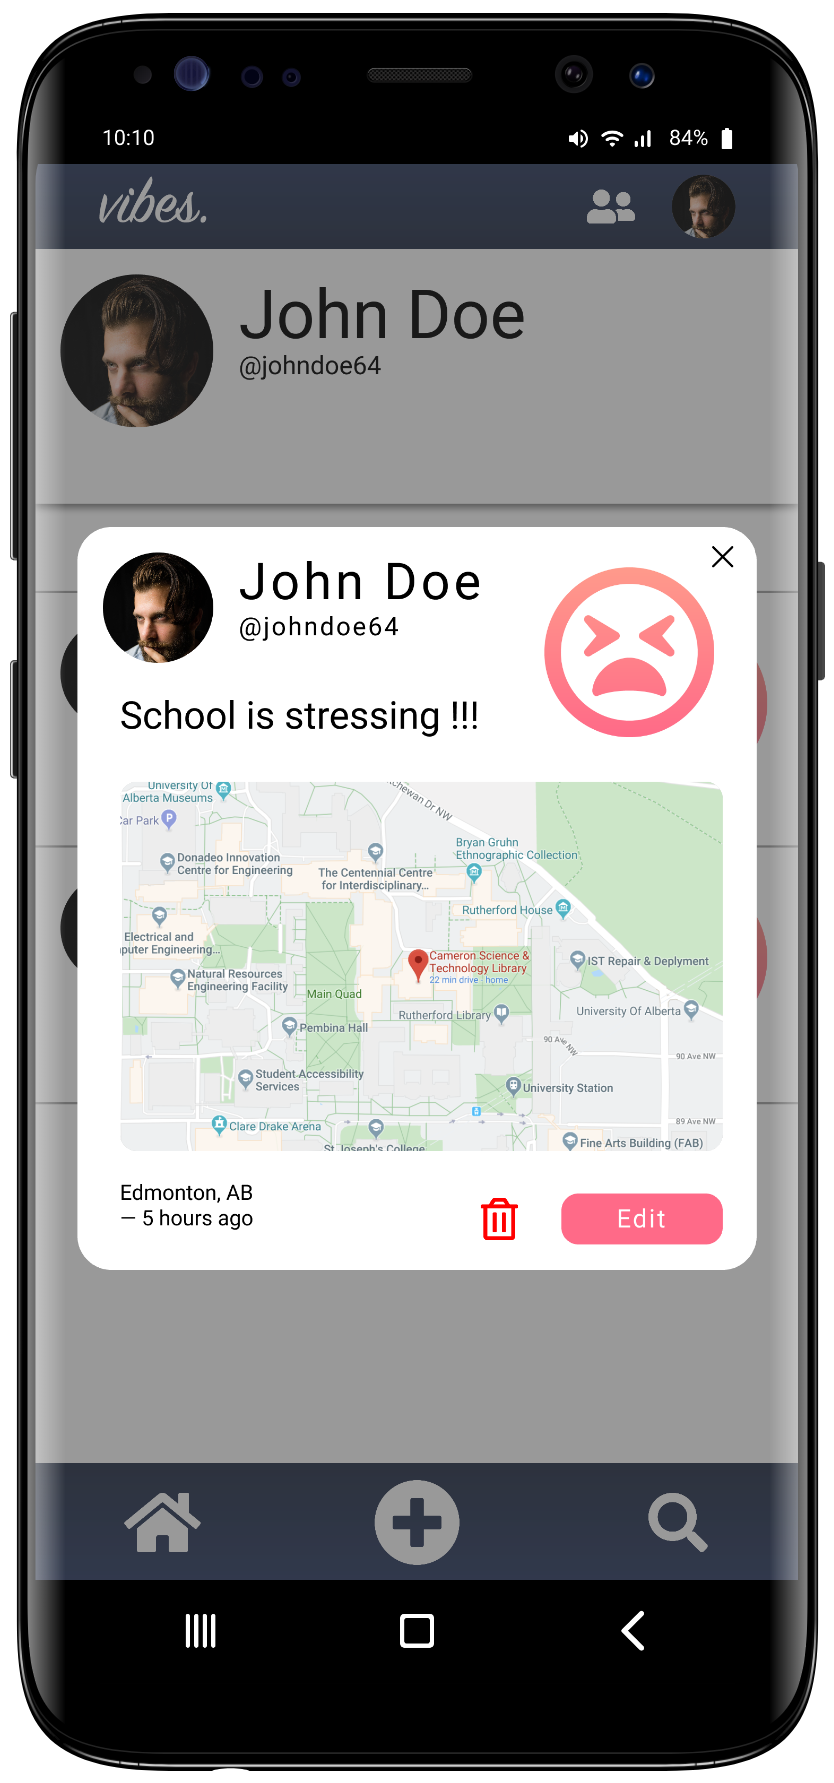 10:10
84%
vibes.
John Doe
@johndoe64
John Doe
@johndoe64
School is stressing !!!
University Of
Alberta Museums
Car Park
P
chewan Dr NW
Donadeo Innovation
Centre for Engineering
The Centennial Centre
for Interdisciplinary...
Bryan Gruhn
Ethnographic Collection
Rutherford House
Electrical and
puter Engineering...
Cameron Science &
Technology Library
22 min drive · home
IST Repair & Deplyment
Natural Resources
Engineering Facility
Main Quad
Rutherford Library
University Of Alberta
Pembina Hall
90 Ave NW
90 Ave NW
Student Accessibility
Services
University Station
Clare Drake Arena
89 Ave NW
St. Joseph's College
Fine Arts Building (FAB)
Edmonton, AB
— 5 hours ago
Edit